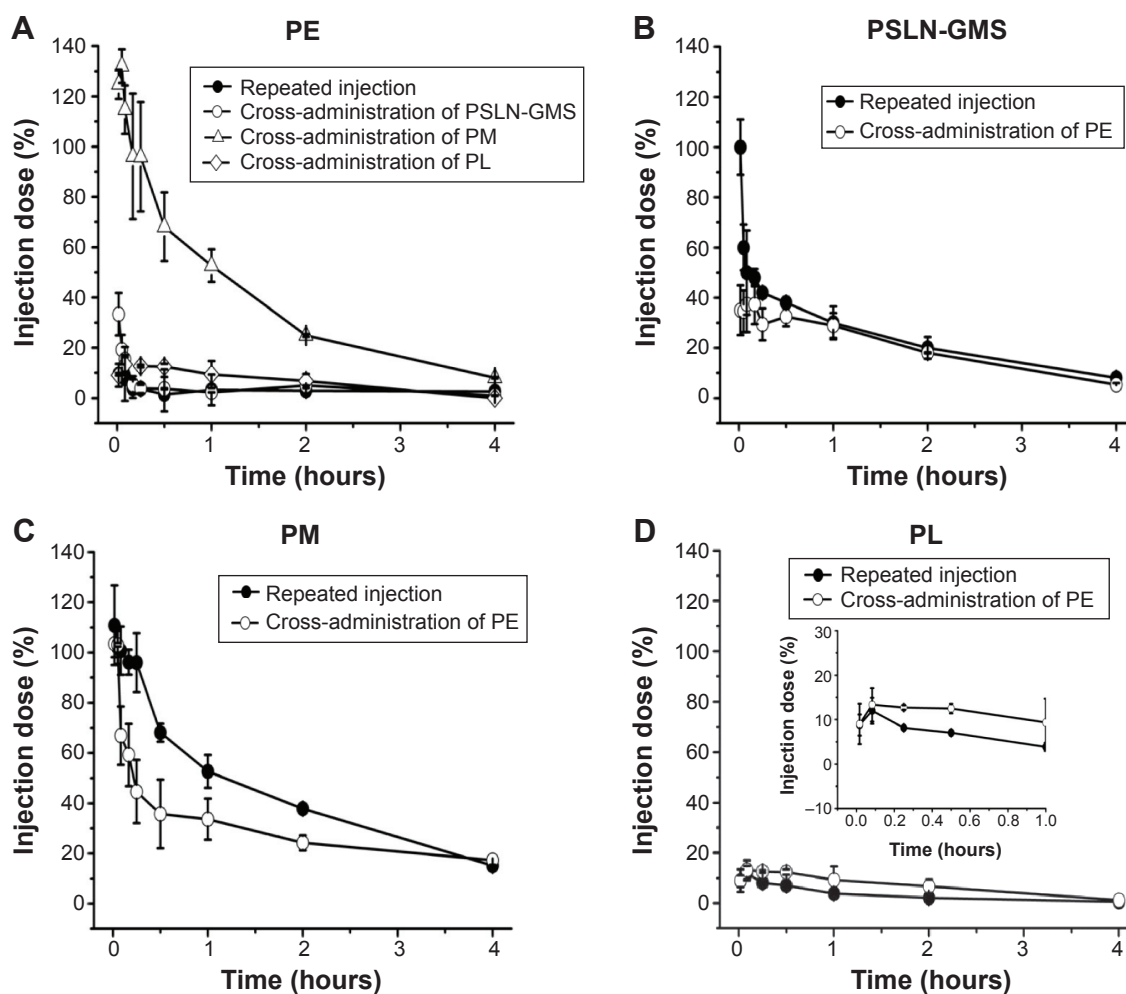 A
PE
Injection dose (%)
140
120
100
80
60
40
20
0
Repeated injection
Cross-administration of PSLN-GMS
Cross-administration of PM
Cross-administration of PL
0
1
2
3
4
Time (hours)
B
PSLN-GMS
Injection dose (%)
140
120
100
80
60
40
20
0
Repeated injection
Cross-administration of PE
0
1
2
3
4
Time (hours)
C
PM
Injection dose (%)
140
120
100
80
60
40
20
0
Repeated injection
Cross-administration of PE
0
1
2
3
4
Time (hours)
D
PL
Injection dose (%)
140
120
100
80
60
40
20
0
Repeated injection
Cross-administration of PE
Injection dose (%)
30
20
10
0
–10
0.0
0.2
0.4
0.6
0.8
1.0
Time (hours)
0
1
2
3
4
Time (hours)